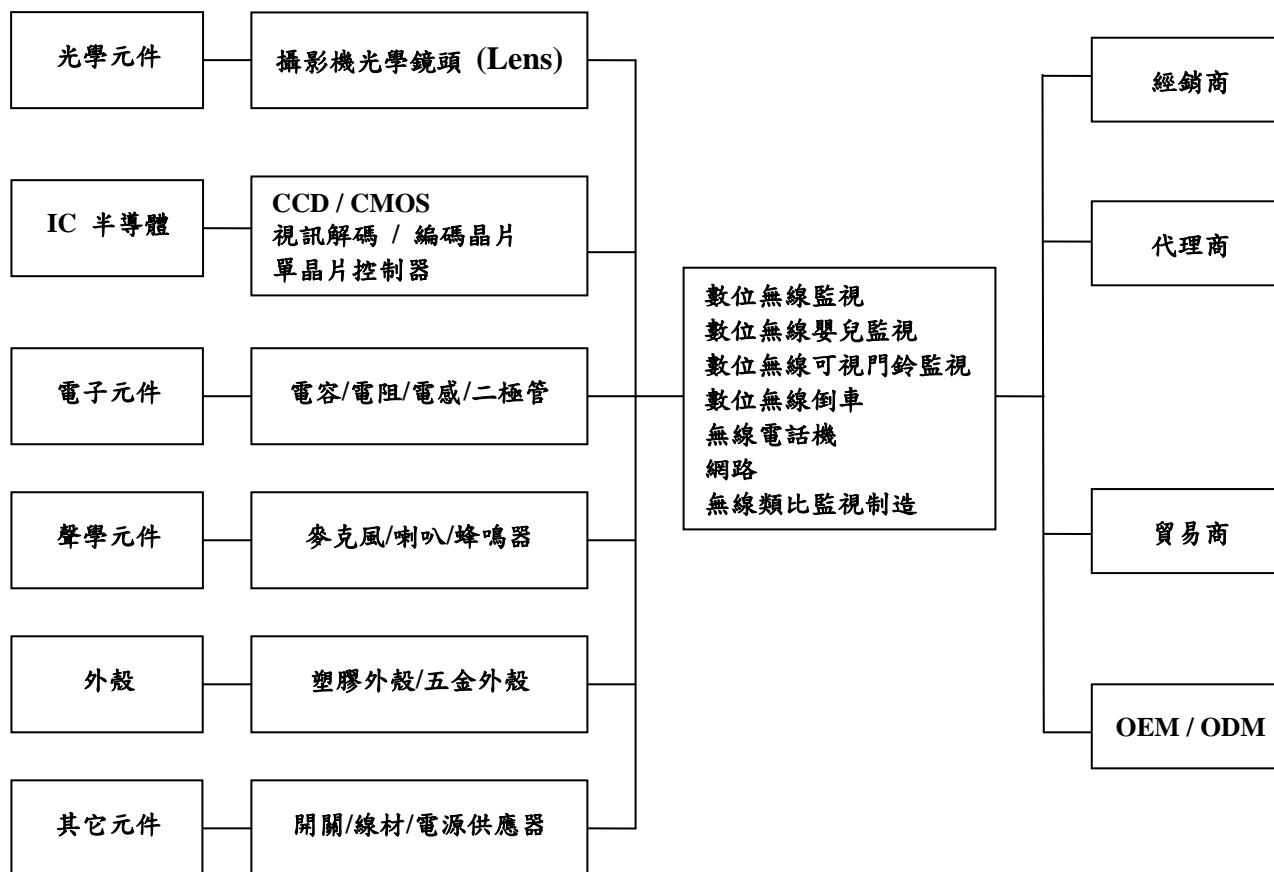 光學元件
攝影機光學鏡頭 (Lens)
IC 半導體
CCD / CMOS
視訊解碼 / 編碼晶片
單晶片控制器
電子元件
電容/電阻/電感/二極管
聲學元件
麥克風/喇叭/蜂鳴器
外殼
塑膠外殼/五金外殼
其它元件
開關/線材/電源供應器
數位無線監視
數位無線嬰兒監視
數位無線可視門鈴監視
數位無線倒車
無線電話機
網路
無線類比監視制造
經銷商
代理商
貿易商
OEM / ODM